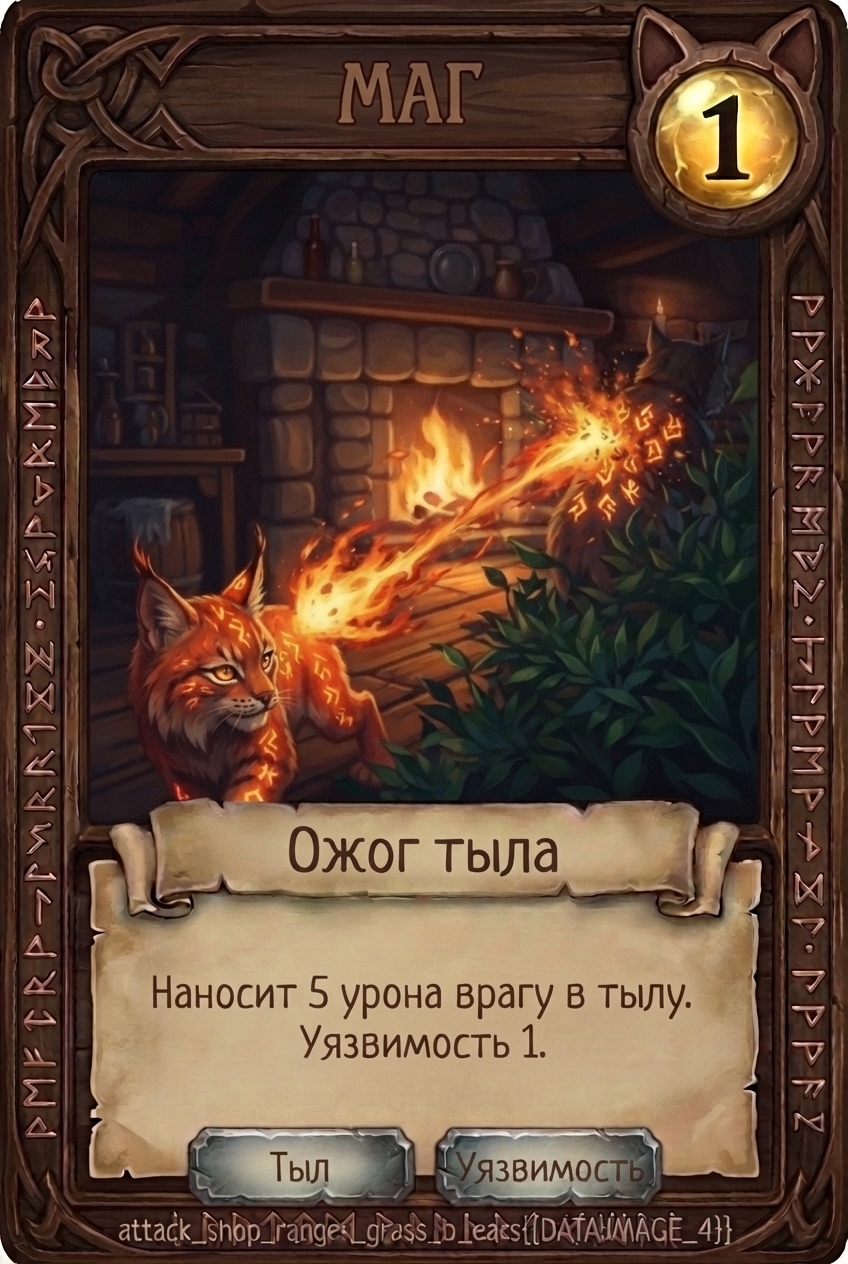 МАГ
1
Ожог тыла
Наносит 5 урона врагу в тылу.
Уязвимость 1.
Тыл
Уязвимость